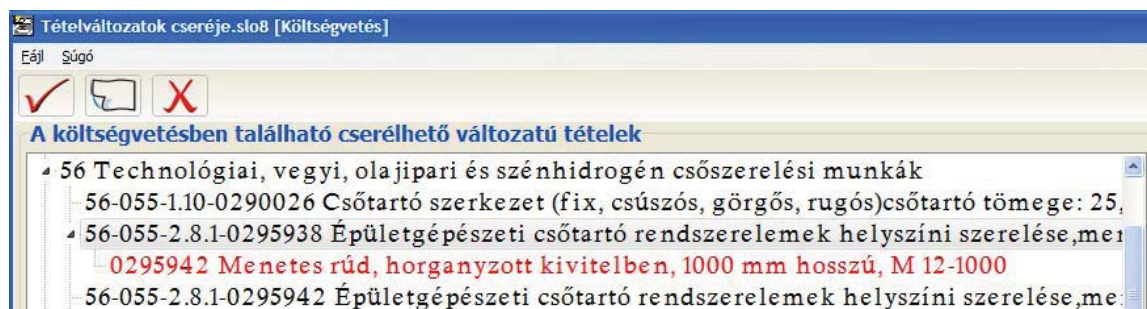 Tételváltozatok cseréje.slo8 [Költségvetés]
Fájl Súgó
A költségvetésben található cserélhető változatú tételek
56 Technológiai, vegyi, olajipari és szénhidrogén csőszerelési munkák
56-055-1.10-0290026 Csőtartó szerkezet (fix, csúszós, görgős, rugós)csőtartó tömege: 25,
56-055-2.8.1-0295938 Épületgépészeti csőtartó rendszerelemek helyszíni szerelése,me
0295942 Menetes rúd, horganyzott kivitelben, 1000 mm hosszú, M 12-1000
56-055-2.8.1-0295942 Épületgépészeti csőtartó rendszerelemek helyszíni szerelése,me